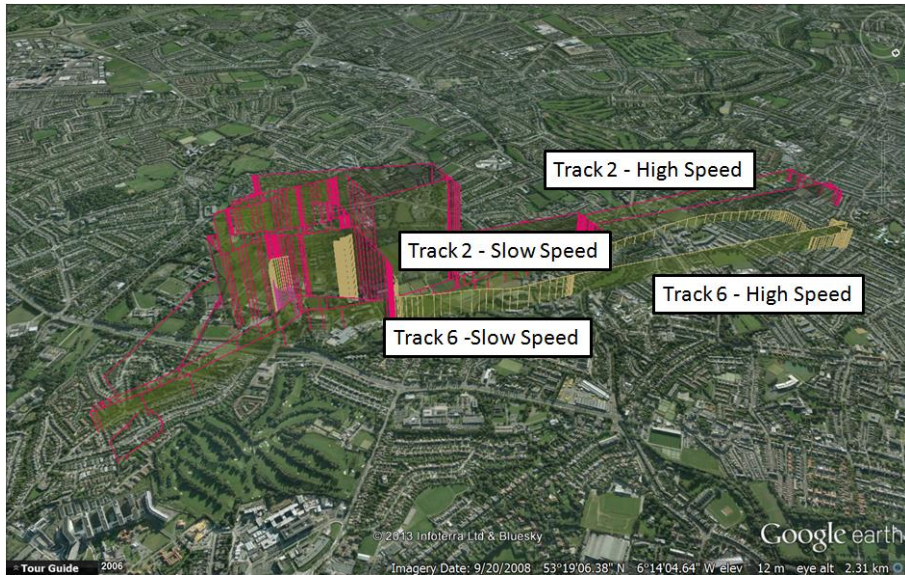 Track 2 - High Speed
Track 2 - Slow Speed
Track 6 - High Speed
Track 6 -Slow Speed
© 2013 Infoterra Ltd & Bluesky
Google earth
Tour Guide
2006
Imagery Date: 9/20/2008 53°19'06.38" N 6°14'04.64" W elev 12 m eye alt 2.31 km